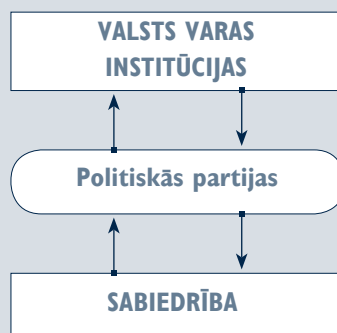 VALSTS VARAS
INSTITŪCIJAS
Politiskās partijas
SABIEDRĪBA